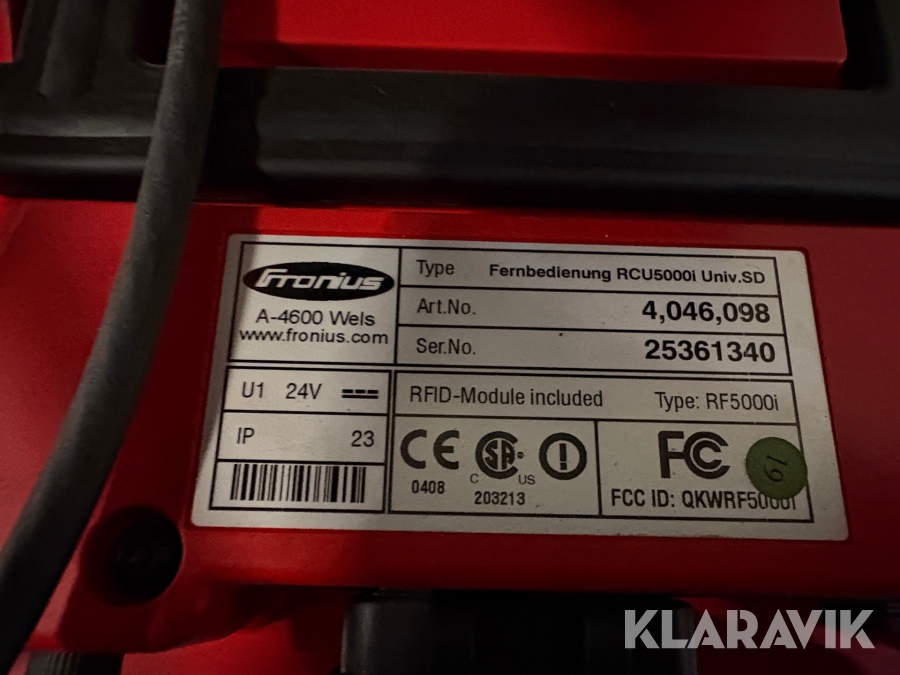 Fronius
A-4600 Wels
www.fronius.com
Type Fernbedienung RCU5000i Univ.SD
Art.No. 4,046,098
Ser.No. 25361340
U1 24V
IP 23
RFID-Module included Type: RF5000i
CE
0408
C SA US
203213
FC
FCC ID: QKWRF5000i
19
KLARAVIK